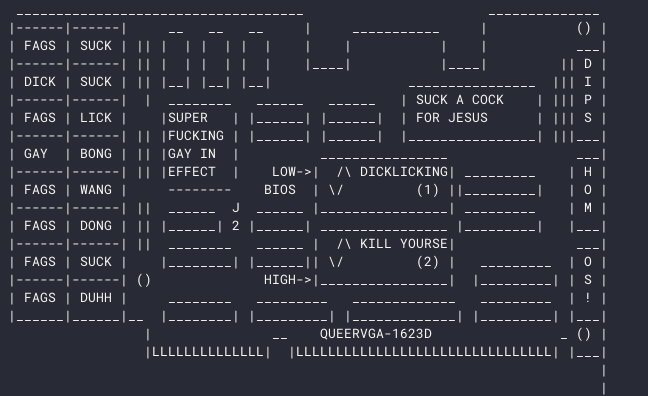 ()
FAGS SUCK
D
DICK SUCK I
SUCK A COCK P
FAGS LICK SUPER FOR JESUS S
FUCKING
GAY BONG GAY IN
EFFECT LOW-> /\ DICKLICKING H
FAGS WANG BIOS \/ (1) O
J M
FAGS DONG 2
/\ KILL YOURSE
FAGS SUCK \/ (2) O
() HIGH-> S
FAGS DUHH !
QUEERVGA-1623D ()
LLLLLLLLLLLLLL LLLLLLLLLLLLLLLLLLLLLLLLLLLLLLLL